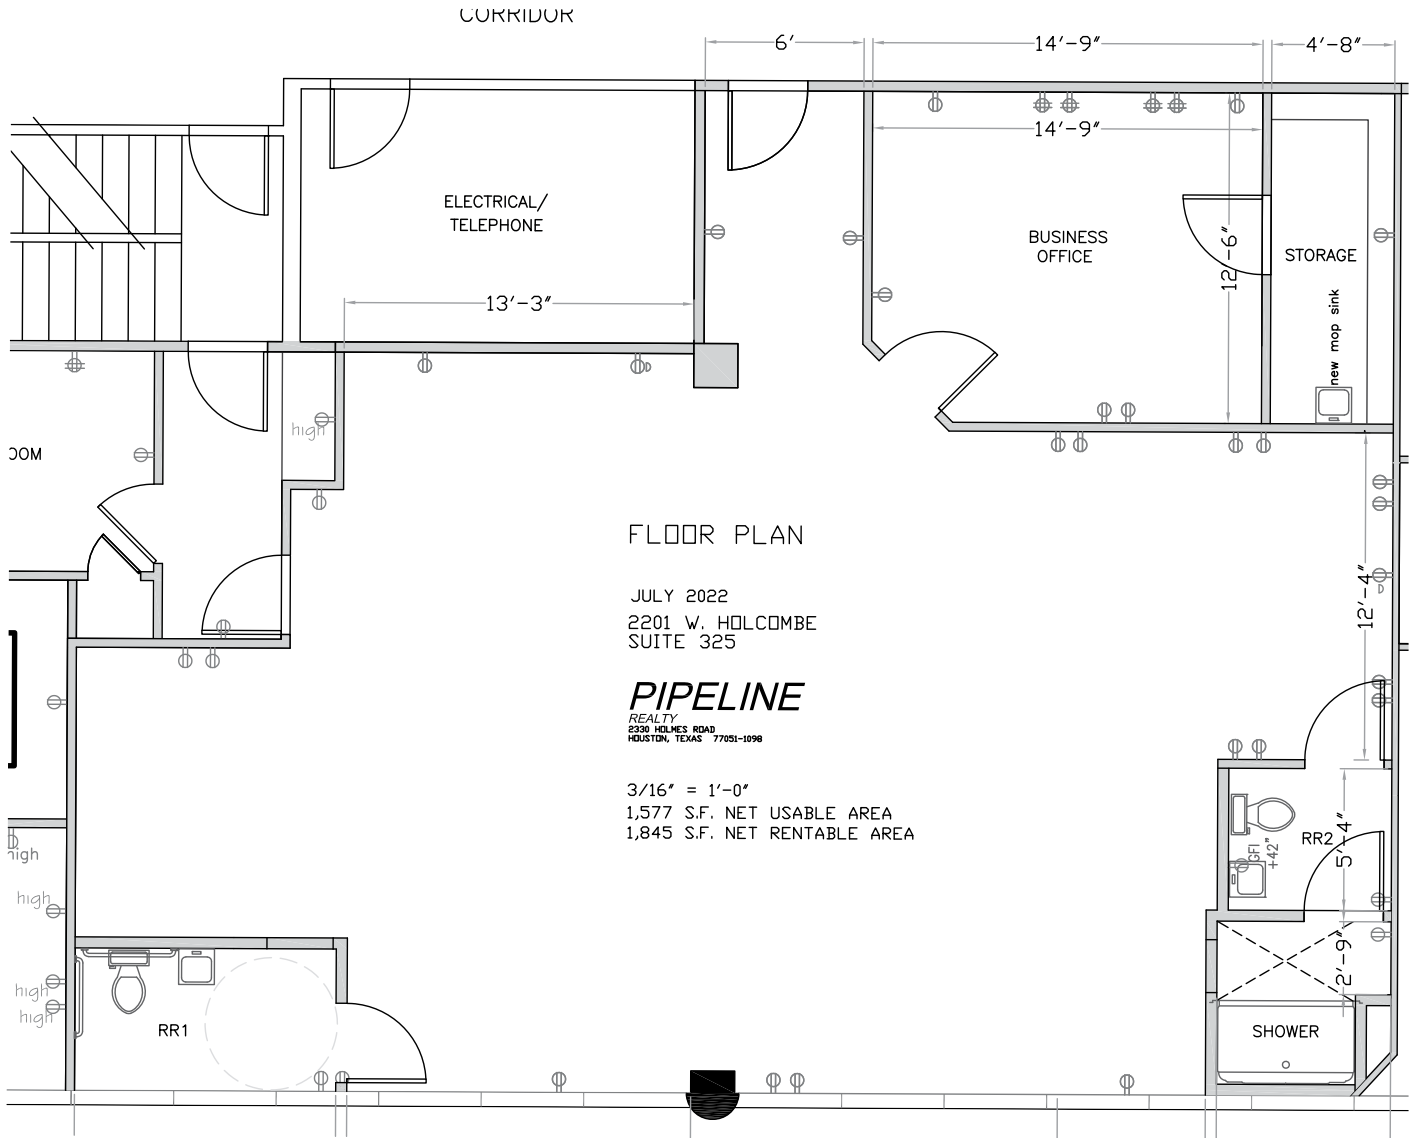 CORRIDOR
6'
14'-9"
4'-8"
14'-9"
ELECTRICAL/
TELEPHONE
BUSINESS
OFFICE
12'-6"
STORAGE
13'-3"
new mop sink
high
OOM
FLOOR PLAN
JULY 2022
2201 W. HOLCOMBE
SUITE 325
12'-4"
PIPELINE
REALTY
2330 HOLMES ROAD
HOUSTON, TEXAS 77051-1098
3/16" = 1'-0"
1,577 S.F. NET USABLE AREA
1,845 S.F. NET RENTABLE AREA
RR2
5'-4"
GFI
+42"
high
high
2'-9"
high
high
RR1
SHOWER